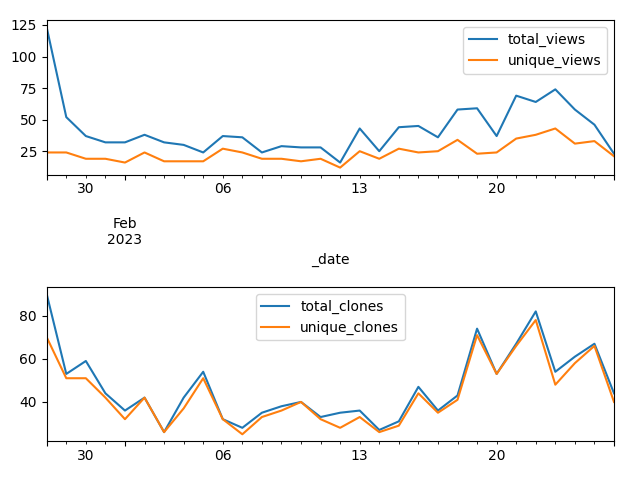 125
100
75
50
25
total_views
unique_views
30
06
13
20
Feb
2023
_date
80
60
40
total_clones
unique_clones
30
06
13
20